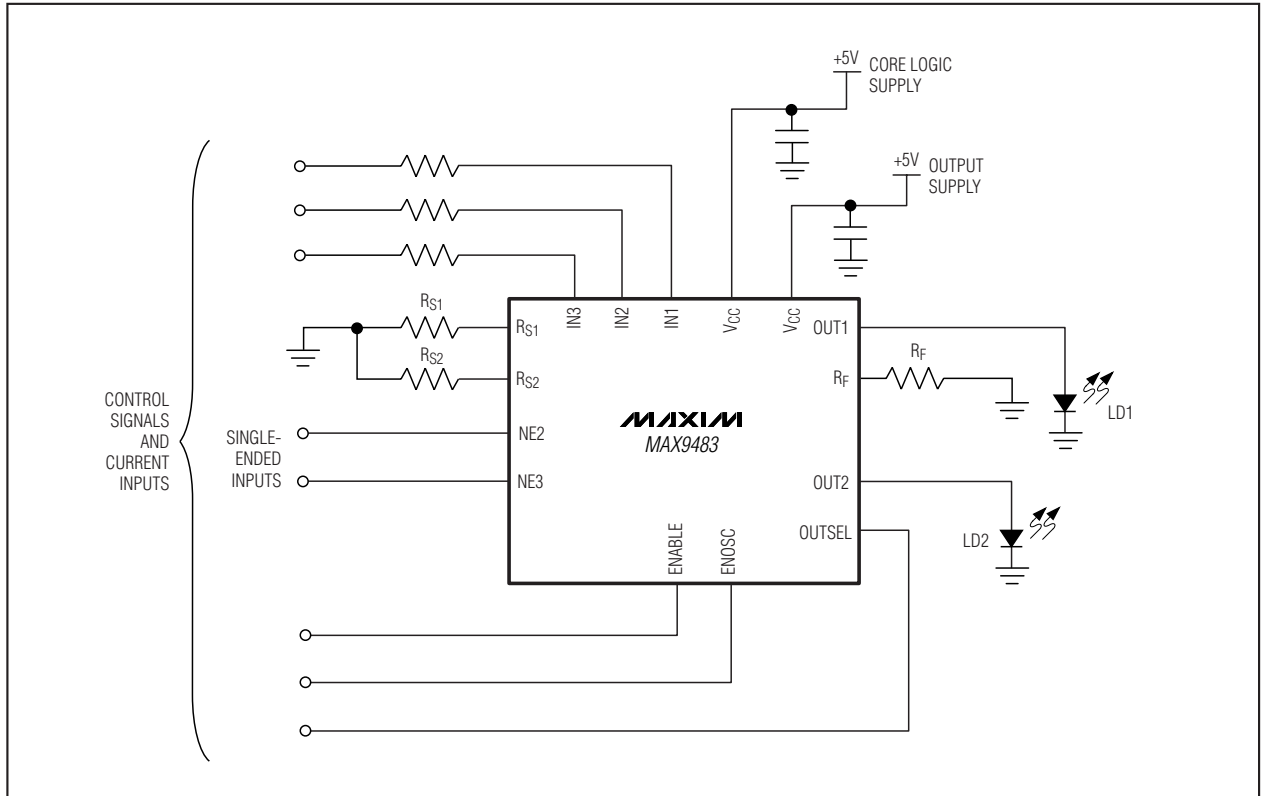 +5V
CORE LOGIC
SUPPLY
+5V
OUTPUT
SUPPLY
IN3
IN2
IN1
VCC
VCC
RS1
RS1
RS2
RS2
OUT1
RF
RF
LD1
CONTROL
SIGNALS
AND
CURRENT
INPUTS
SINGLE-
ENDED
INPUTS
NE2
NE3
MAXIM
MAX9483
OUT2
OUTSEL
LD2
ENABLE
ENOSC